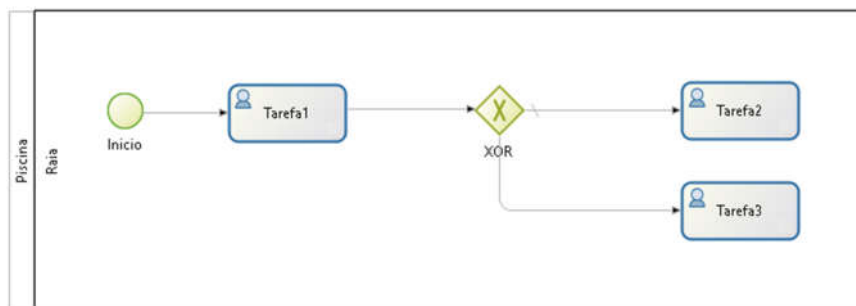 Piscina
Raia
Inicio
Tarefa1
XOR
Tarefa2
Tarefa3